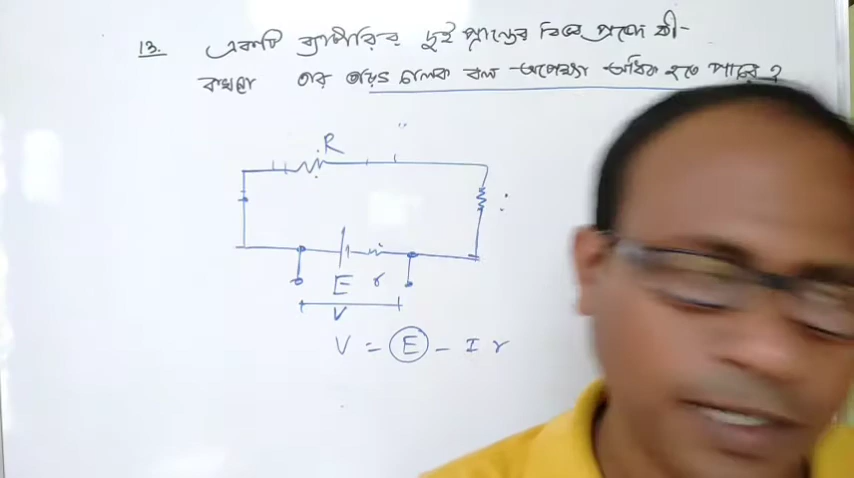 13. একটি ব্যাটারির দুই প্রান্তের বিভব প্রভেদ কী-
কখনো তার তড়িৎ চালক বল অপেক্ষা অধিক হতে পারে ?
R
E r
V
V = E - I r